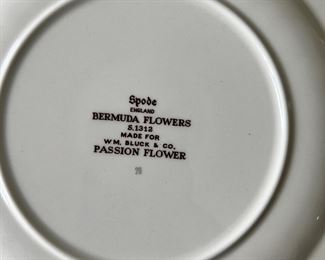 Spode
ENGLAND
BERMUDA FLOWERS
S.1312
MADE FOR
WM. BLUCK & CO.
PASSION FLOWER